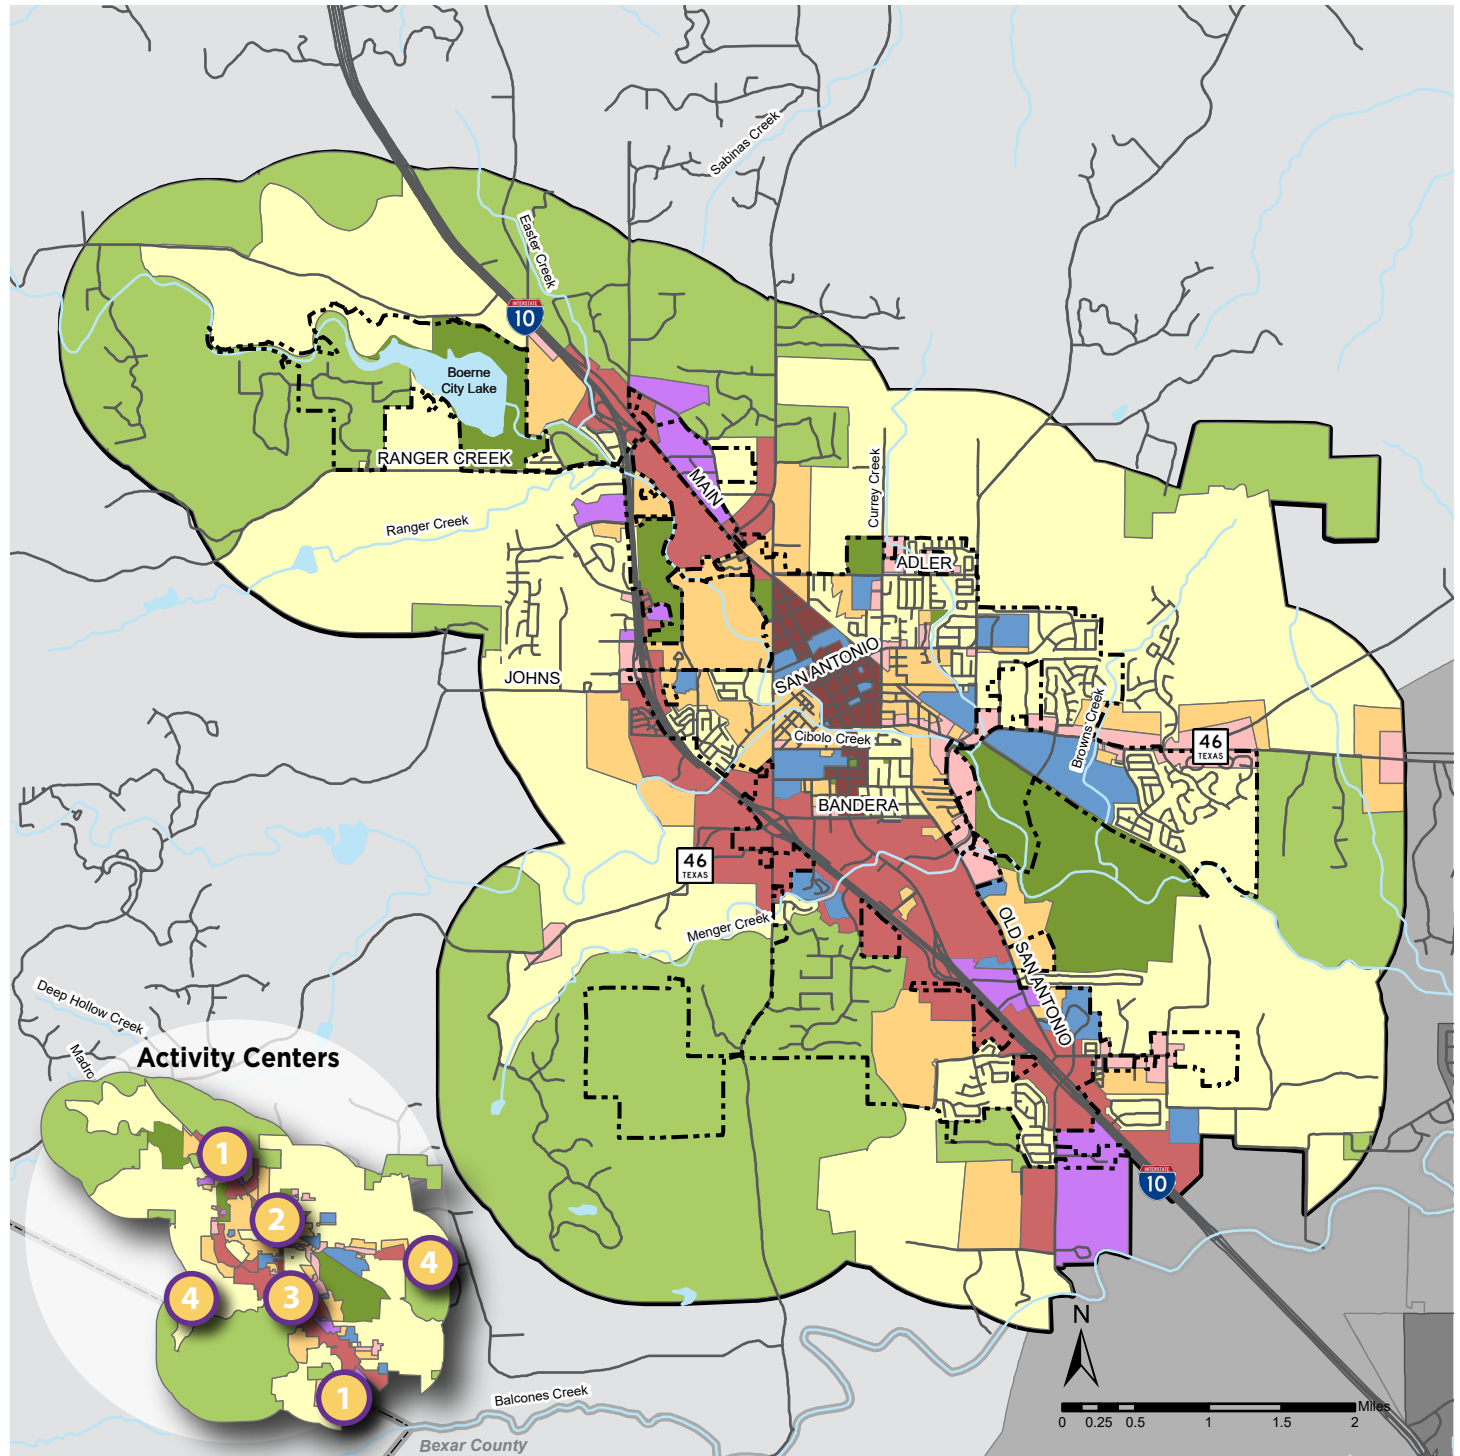 Sabinas Creek
Easter Creek
INTERSTATE
10
Boerne
City Lake
RANGER CREEK
MAIN
Currey Creek
Ranger Creek
ADLER
JOHNS
SAN ANTONIO
Browns Creek
46
TEXAS
Cibolo Creek
BANDERA
46
TEXAS
Menger Creek
OLD SAN ANTONIO
Deep Hollow Creek
Madro
Activity Centers
1
2
4
4
3
1
INTERSTATE
10
N
Miles
0 0.25 0.5 1 1.5 2
Balcones Creek
Bexar County